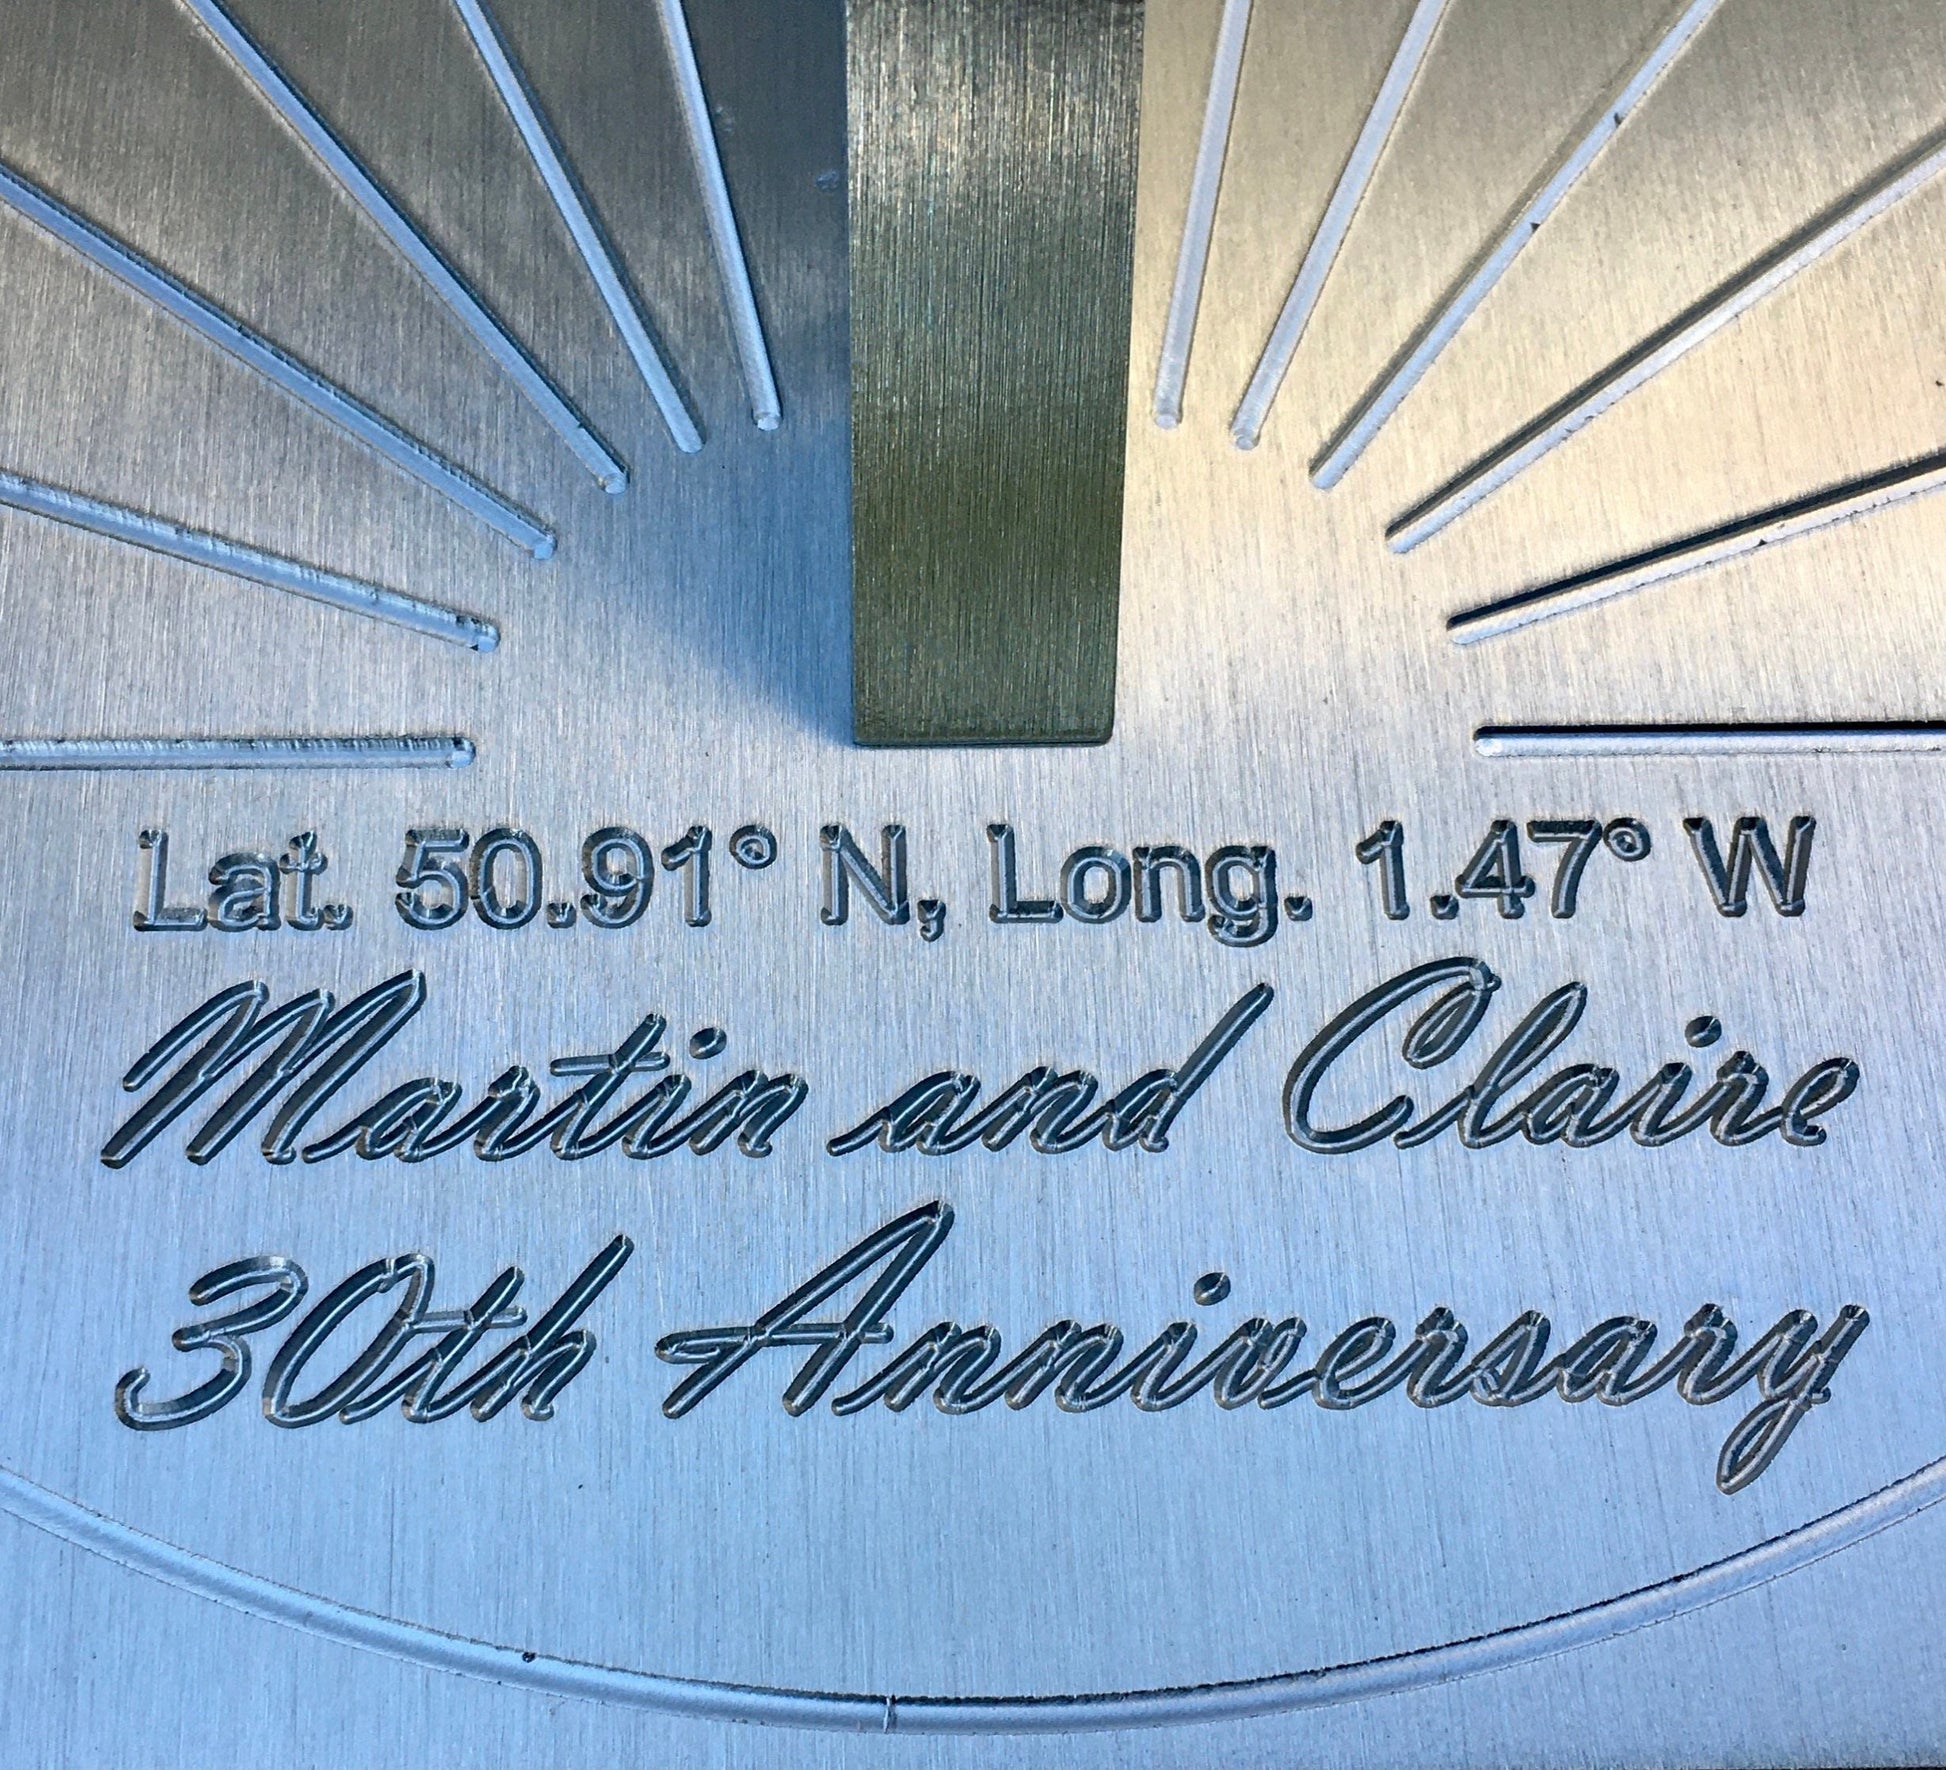 Lat. 50.91° N, Long. 1.47° W
Martin and Claire
30th Anniversary